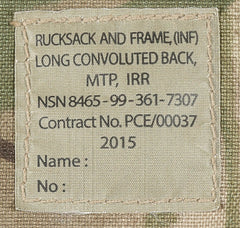 RUCKSACK AND FRAME, (INF)
LONG CONVOLUTED BACK,
MTP, IRR
NSN 8465-99-361-7307
Contract No. PCE/00037
2015
Name :
No :